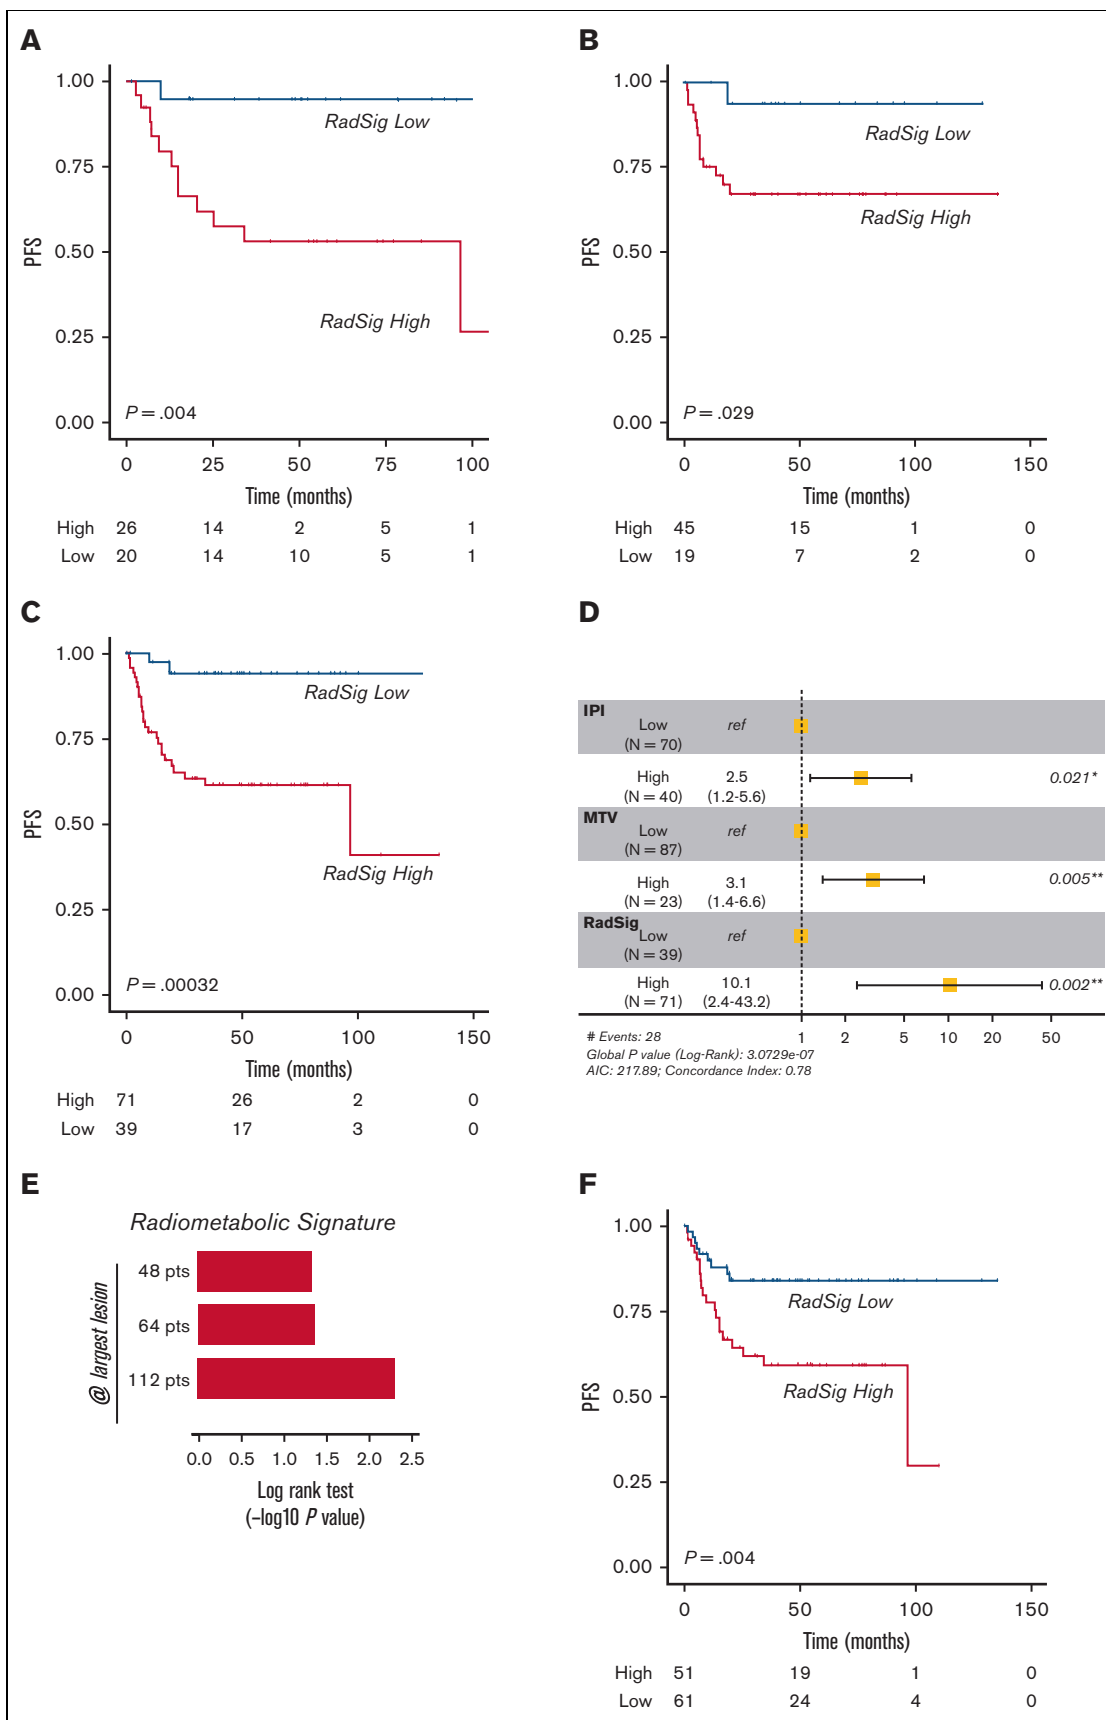 A
1.00
0.75
0.50
0.25
0.00
PFS
RadSig Low
RadSig High
P = .004
0 25 50 75 100
Time (months)
High 26 14 2 5 1
Low 20 14 10 5 1
B
1.00
0.75
0.50
0.25
0.00
PFS
RadSig Low
RadSig High
P = .029
0 50 100 150
Time (months)
High 45 15 1 0
Low 19 7 2 0
C
1.00
0.75
0.50
0.25
0.00
PFS
RadSig Low
RadSig High
P = .00032
0 50 100 150
Time (months)
High 71 26 2 0
Low 39 17 3 0
D
IPI
Low ref
(N = 70)
High 2.5 0.021*
(N = 40) (1.2-5.6)
MTV
Low ref
(N = 87)
High 3.1 0.005**
(N = 23) (1.4-6.6)
RadSig
Low ref
(N = 39)
High 10.1 0.002**
(N = 71) (2.4-43.2)
1 2 5 10 20 50
# Events: 28
Global P value (Log-Rank): 3.0729e-07
AIC: 217.89; Concordance Index: 0.78
E
Radiometabolic Signature
@ largest lesion
48 pts
64 pts
112 pts
0.0 0.5 1.0 1.5 2.0 2.5
Log rank test
(–log10 P value)
F
1.00
0.75
0.50
0.25
0.00
PFS
RadSig Low
RadSig High
P = .004
0 50 100 150
Time (months)
High 51 19 1 0
Low 61 24 4 0